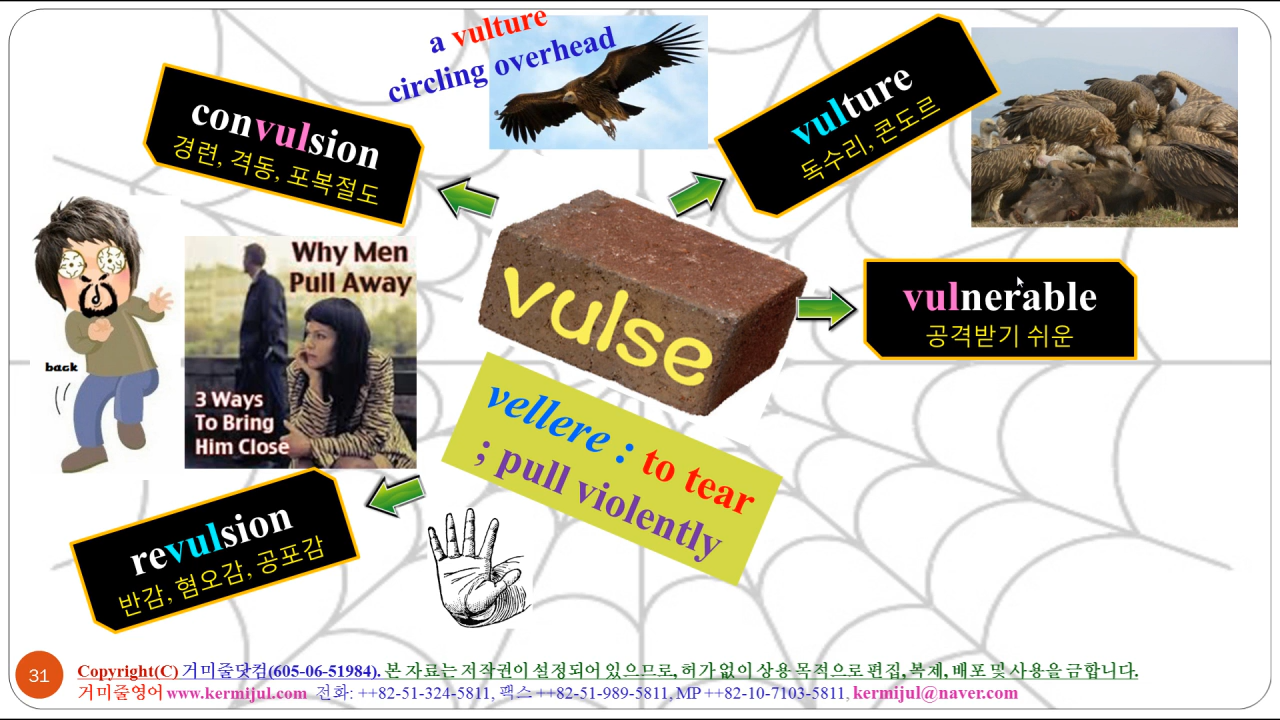 a vulture
circling overhead
convulsion
경련, 격동, 포복절도
vulture
독수리, 콘도르
vulse
vulnerable
공격받기 쉬운
Why Men
Pull Away
3 Ways
To Bring
Him Close
back
vellere : to tear
; pull violently
revulsion
반감, 혐오감, 공포감
31
Copyright(C) 거미줄닷컴(605-06-51984). 본 자료는 저작권이 설정되어 있으므로, 허가 없이 상용 목적으로 편집, 복제, 배포 및 사용을 금합니다.
거미줄영어 www.kermijul.com 전화: ++82-51-324-5811, 팩스 ++82-51-989-5811, MP ++82-10-7103-5811, kermijul@naver.com